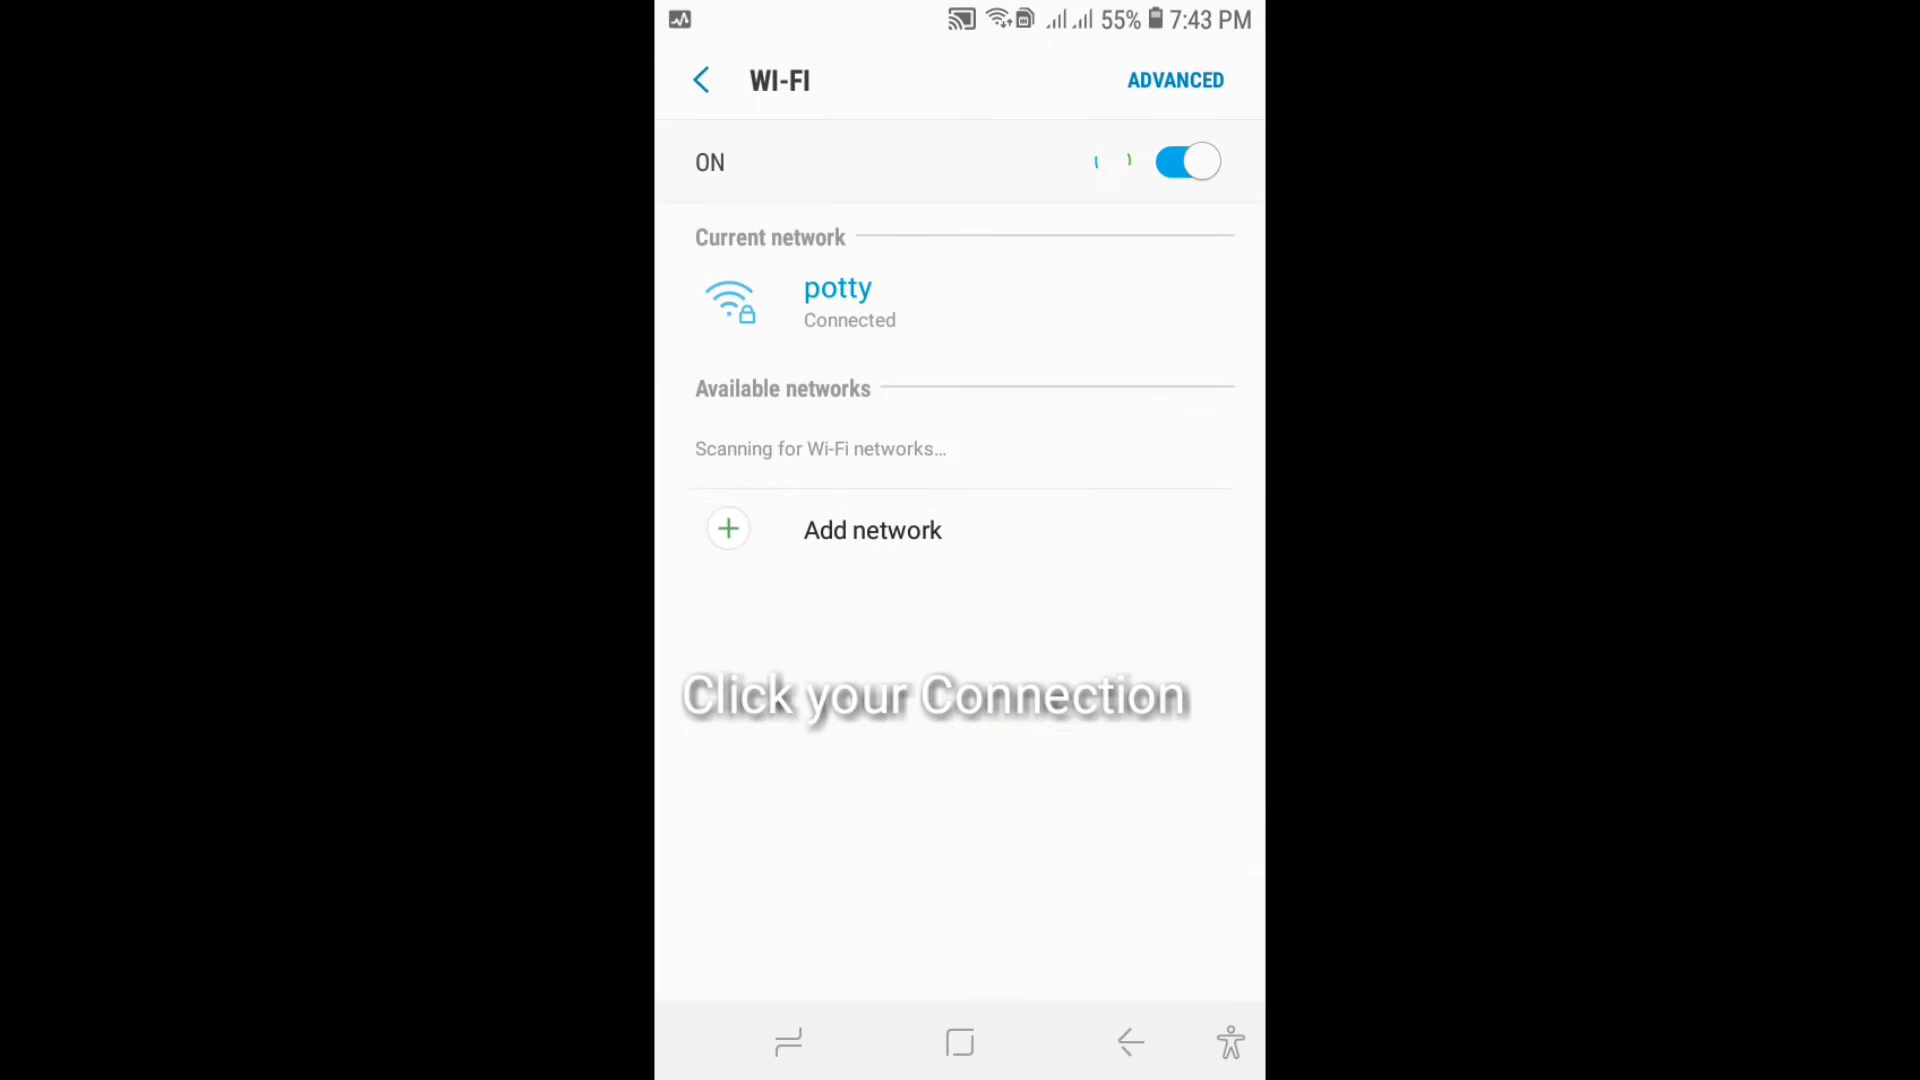 55% 7:43 PM
WI-FI ADVANCED
ON
Current network
potty
Connected
Available networks
Scanning for Wi-Fi networks...
Add network
Click your Connection